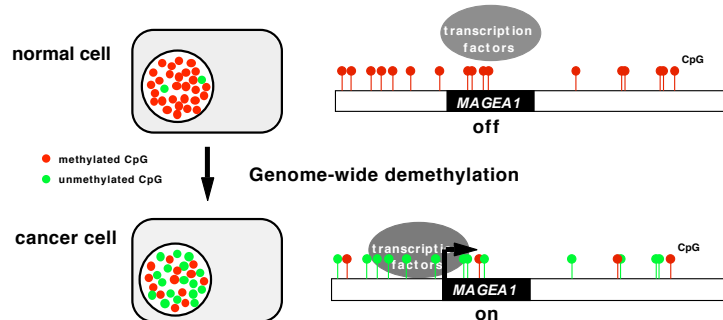 transcription
factors
normal cell
CpG
MAGEA1
off
methylated CpG
unmethylated CpG
Genome-wide demethylation
cancer cell
transcription
factors
CpG
MAGEA1
on